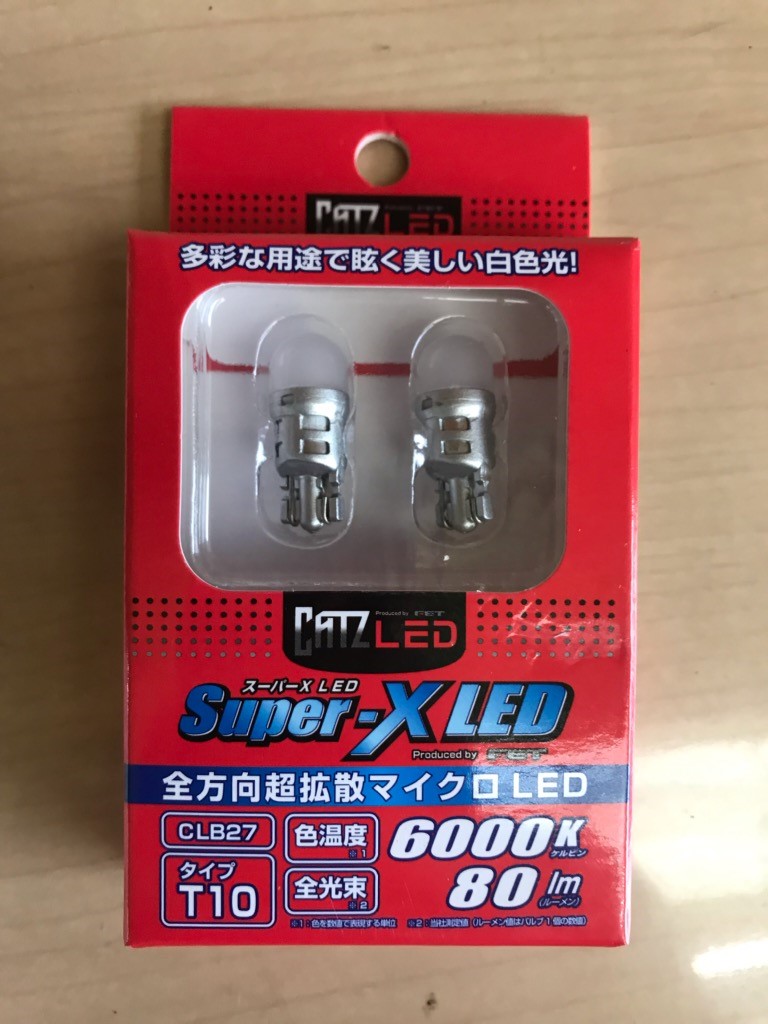 CATZ LED
多彩な用途で眩く美しい白色光!
Produced by FET
CATZ LED
スーパーX LED
Super-X LED
Produced by FET
全方向超拡散マイクロLED
CLB27
色温度 ※1
6000K
ケルビン
タイプ
T10
全光束 ※2
80 lm
(ルーメン)
※1:色を数値で表現する単位 ※2:当社測定値(ルーメン値はバルブ1個の数値)